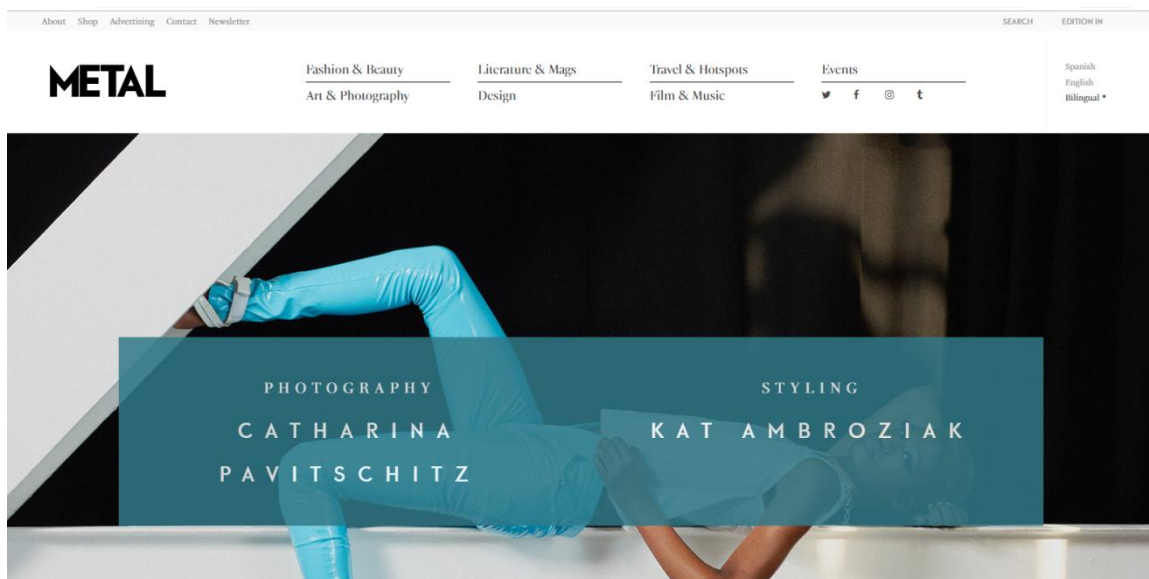 About Shop Advertising Contact Newsletter SEARCH EDITION IN
METAL
Fashion & Beauty Literature & Mags Travel & Hotspots Events
Art & Photography Design Film & Music
Spanish
English
Bilingual •
PHOTOGRAPHY
CATHARINA
PAVITSCHITZ
STYLING
KAT AMBROZIAK